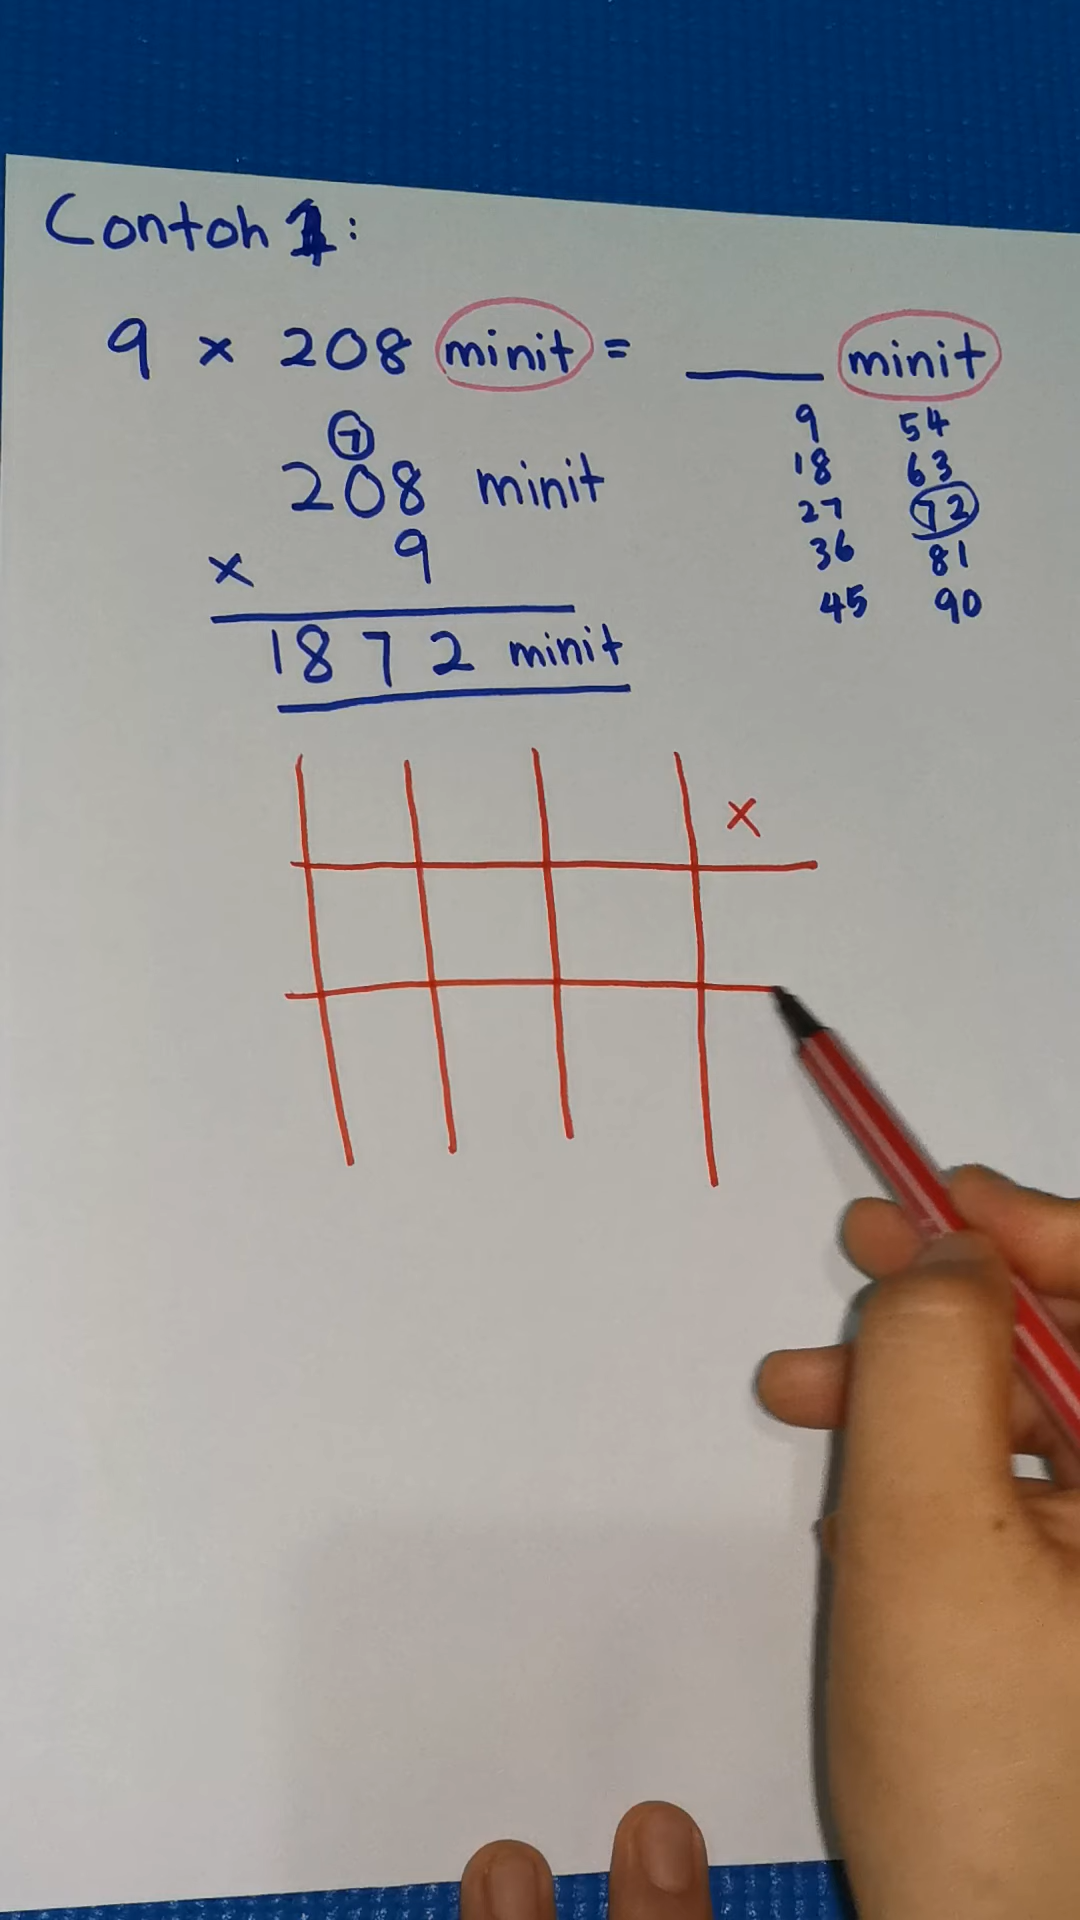 Contoh 1:
9 x 208 minit = ____ minit
7
208 minit
x 9
1872 minit
9 54
18 63
27 72
36 81
45 90
x